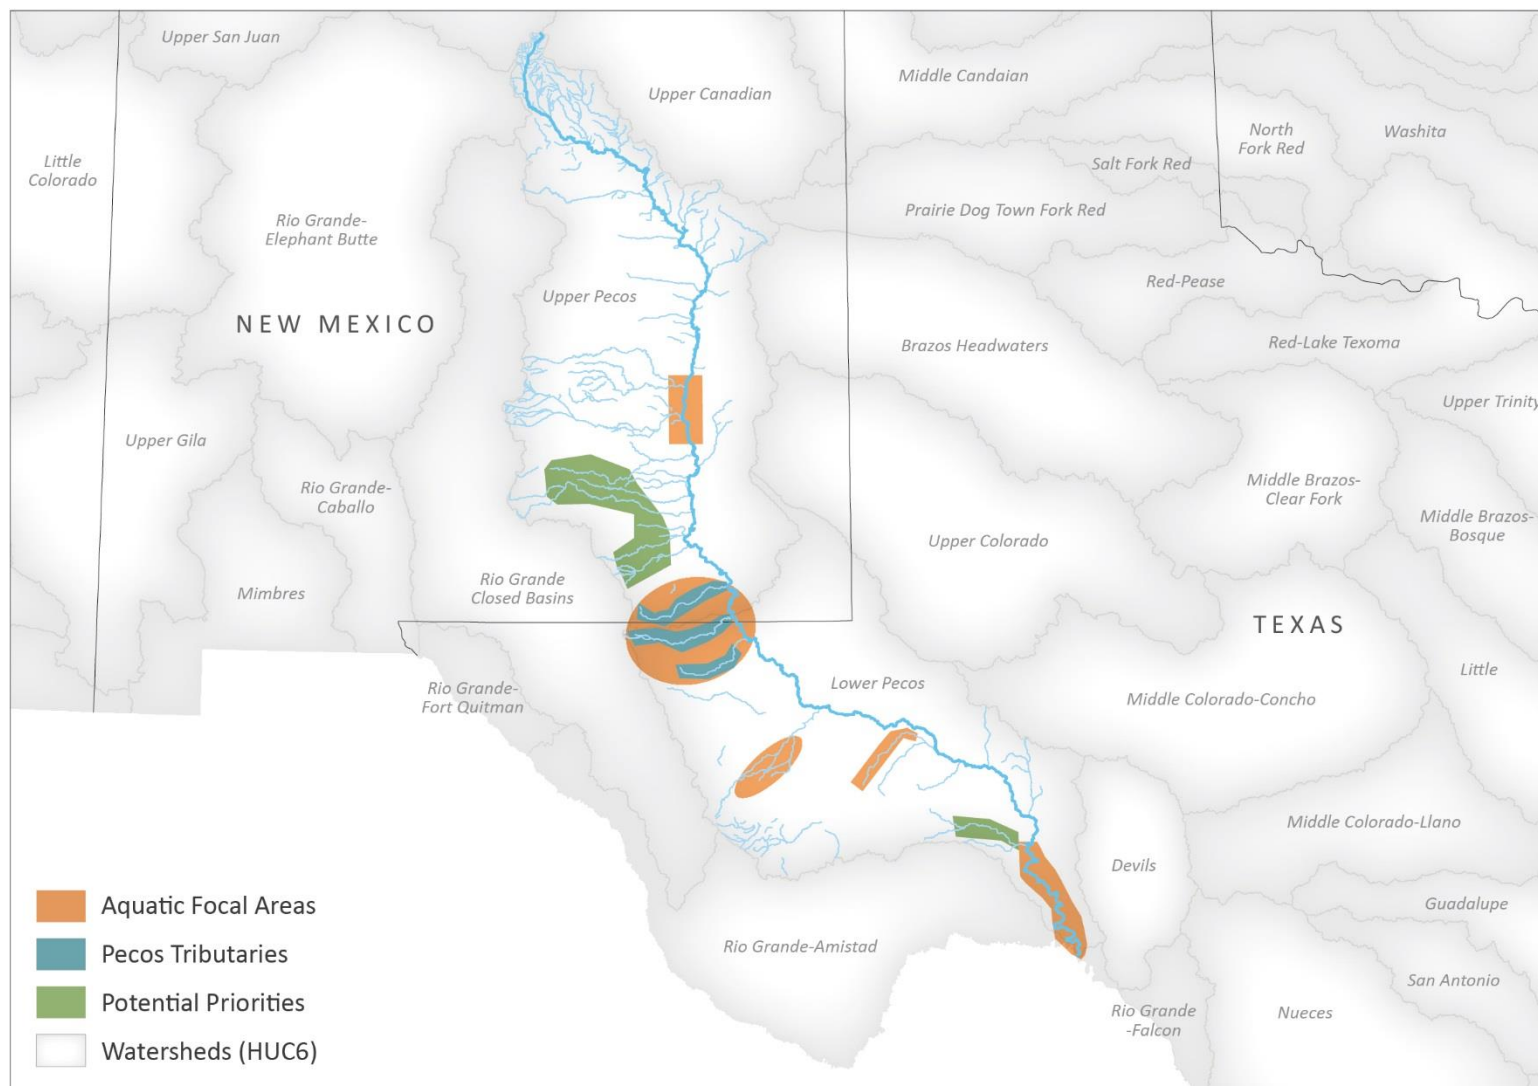 Upper San Juan
Upper Canadian
Middle Candaian
North
Fork Red
Washita
Little
Colorado
Salt Fork Red
Rio Grande-
Elephant Butte
Prairie Dog Town Fork Red
Upper Pecos
Red-Pease
NEW MEXICO
Brazos Headwaters
Red-Lake Texoma
Upper Trinity
Upper Gila
Rio Grande-
Caballo
Middle Brazos-
Clear Fork
Middle Brazos-
Bosque
Upper Colorado
Mimbres
Rio Grande
Closed Basins
TEXAS
Little
Rio Grande-
Fort Quitman
Lower Pecos
Middle Colorado-Concho
Middle Colorado-Llano
Devils
Guadalupe
Rio Grande-Amistad
San Antonio
Rio Grande
-Falcon
Nueces
Aquatic Focal Areas
Pecos Tributaries
Potential Priorities
Watersheds (HUC6)